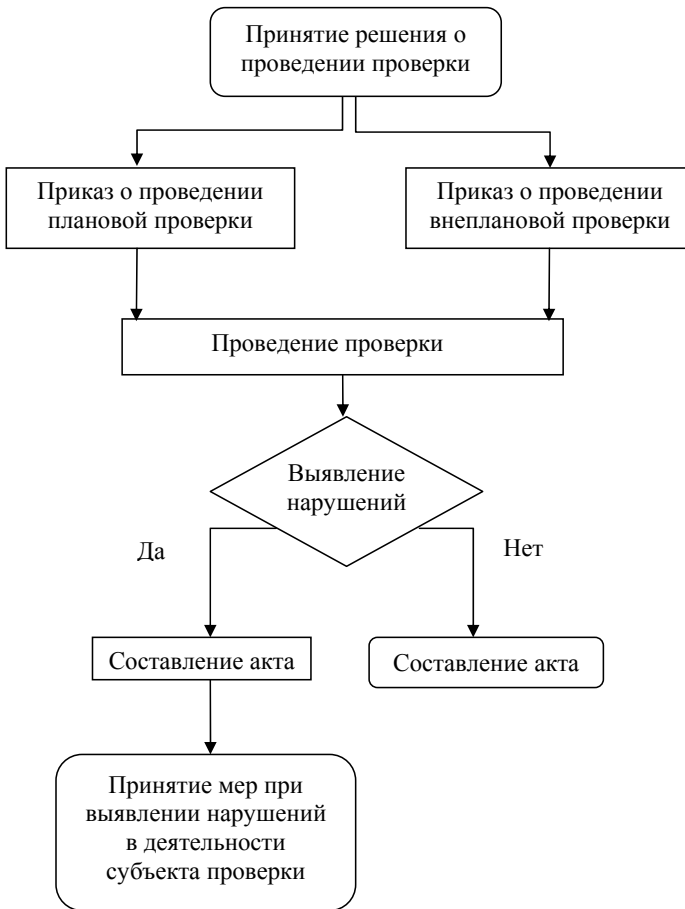 Принятие решения о
проведении проверки
Приказ о проведении
плановой проверки
Приказ о проведении
внеплановой проверки
Проведение проверки
Выявление
нарушений
Да
Нет
Составление акта
Составление акта
Принятие мер при
выявлении нарушений
в деятельности
субъекта проверки